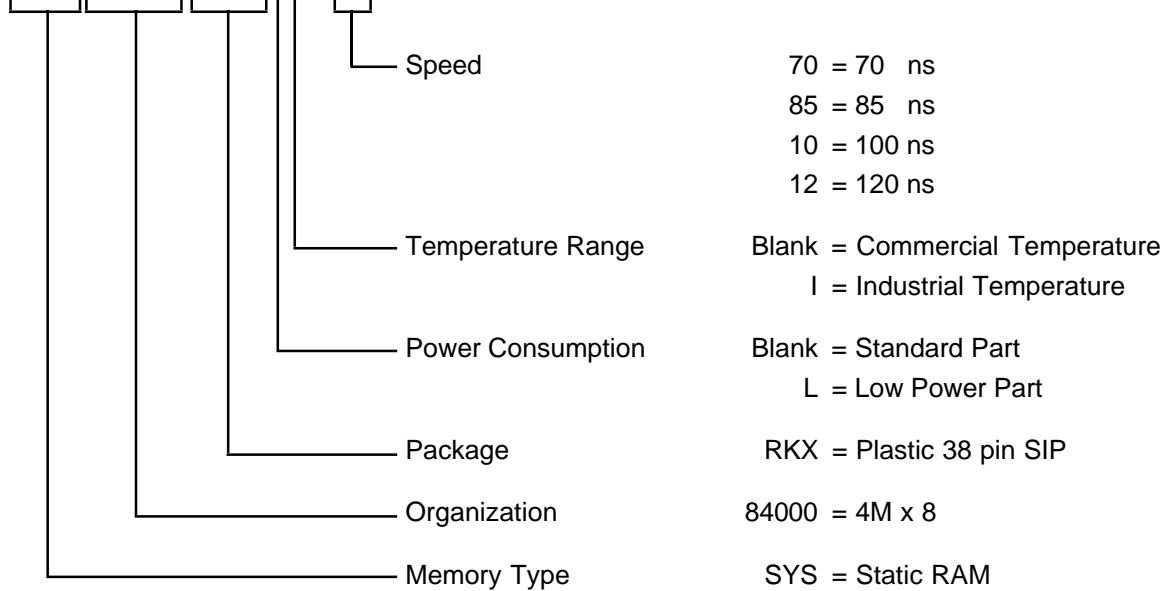 Speed 70 = 70 ns
85 = 85 ns
10 = 100 ns
12 = 120 ns
Temperature Range Blank = Commercial Temperature
I = Industrial Temperature
Power Consumption Blank = Standard Part
L = Low Power Part
Package RKX = Plastic 38 pin SIP
Organization 84000 = 4M x 8
Memory Type SYS = Static RAM